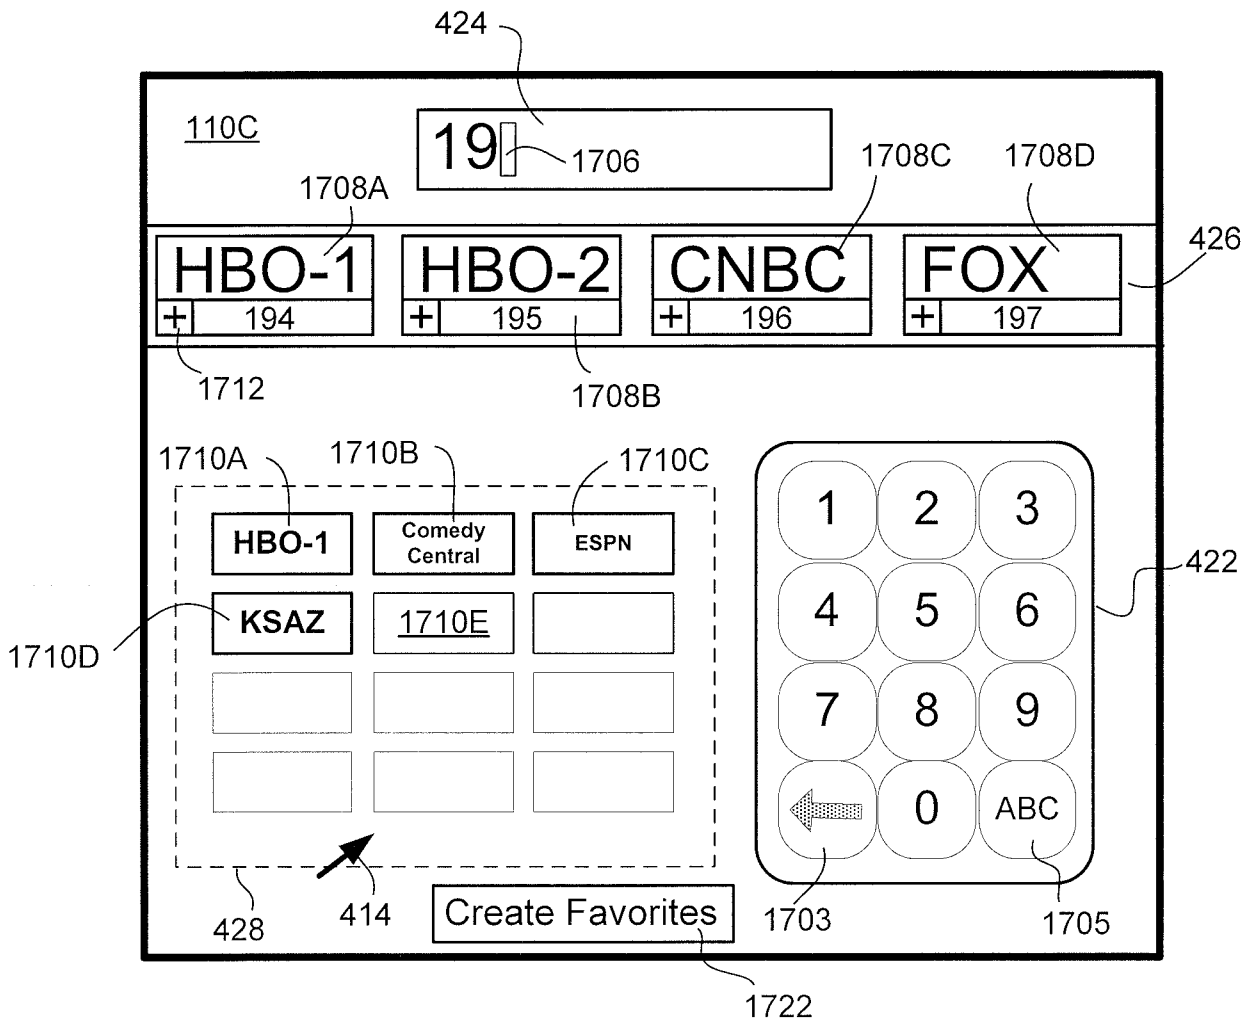 424
110C
19
1706
1708C
1708D
1708A
426
HBO-1
HBO-2
CNBC
FOX
+ 194
+ 195
+ 196
+ 197
1712
1708B
1710A
1710B
1710C
HBO-1
Comedy
Central
ESPN
KSAZ
1710E
1710D
1 2 3
4 5 6
7 8 9
0 ABC
422
428
414
Create Favorites
1703
1705
1722